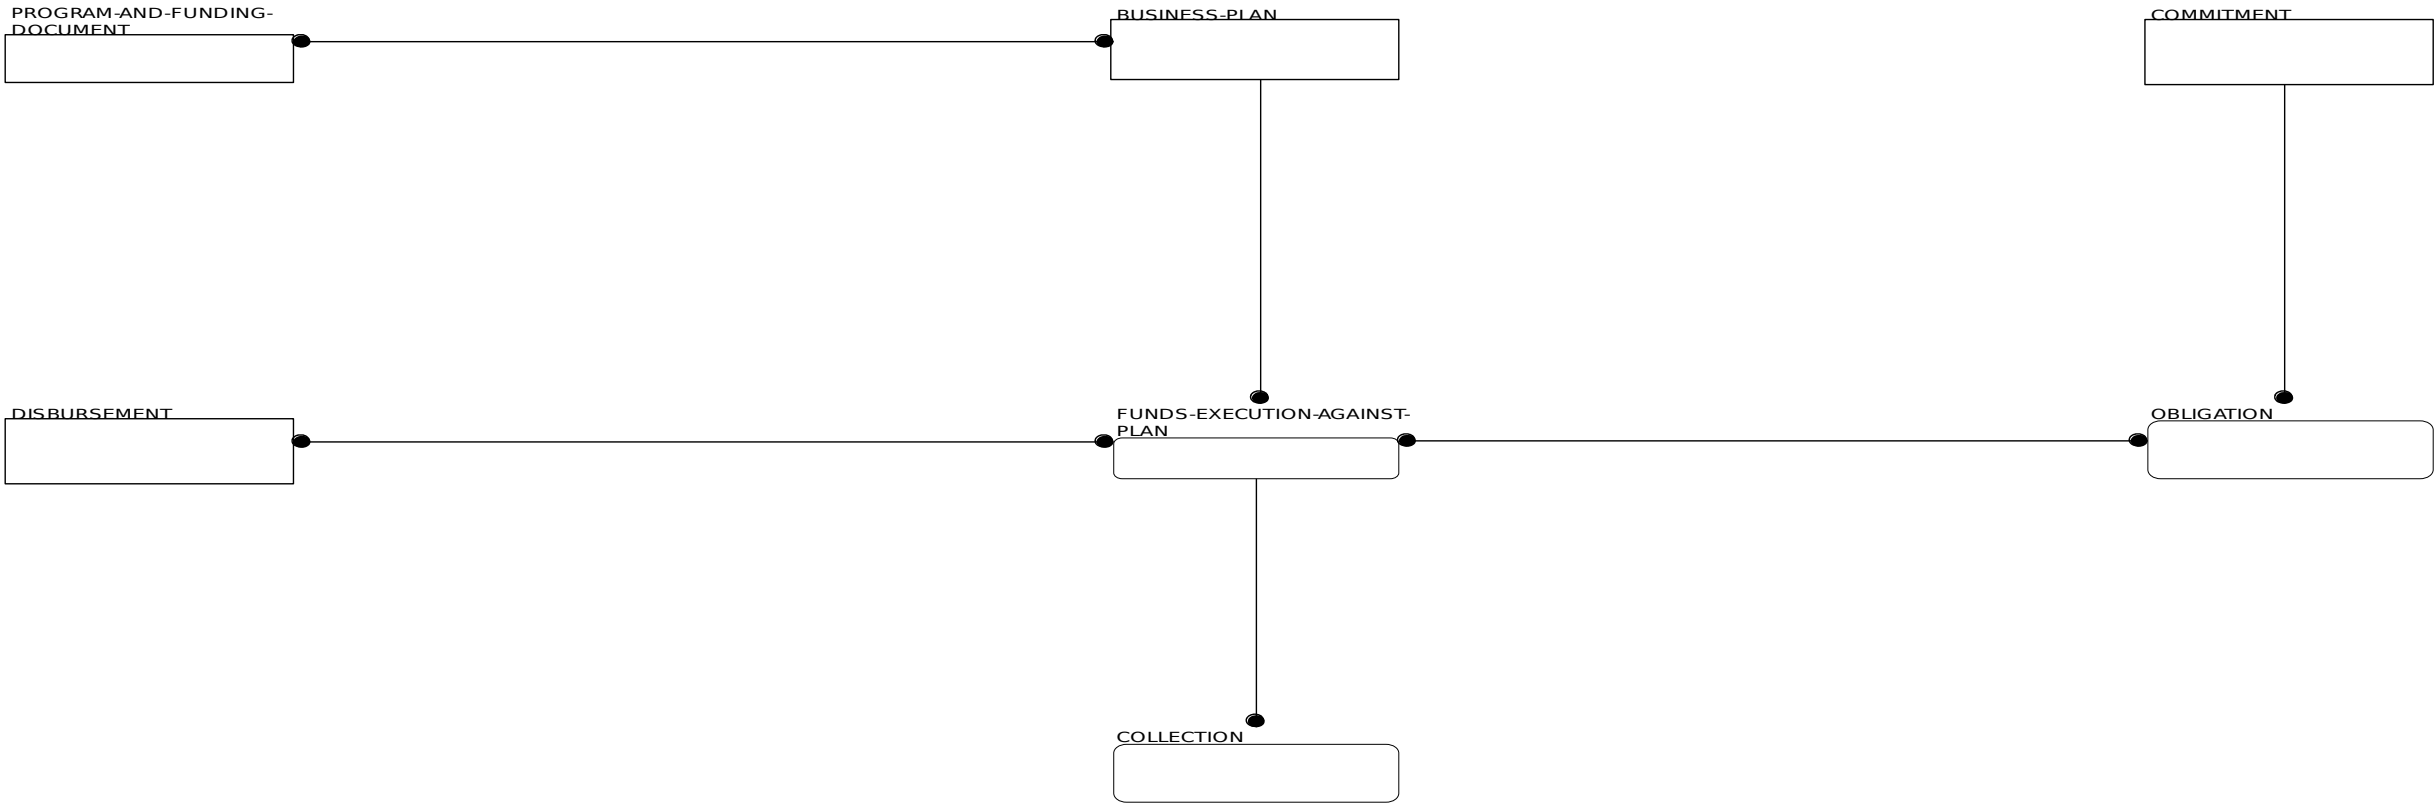 PROGRAM-AND-FUNDING-
DOCUMENT
BUSINESS-PLAN
COMMITMENT
DISBURSEMENT
FUNDS-EXECUTION-AGAINST-
PLAN
OBLIGATION
COLLECTION